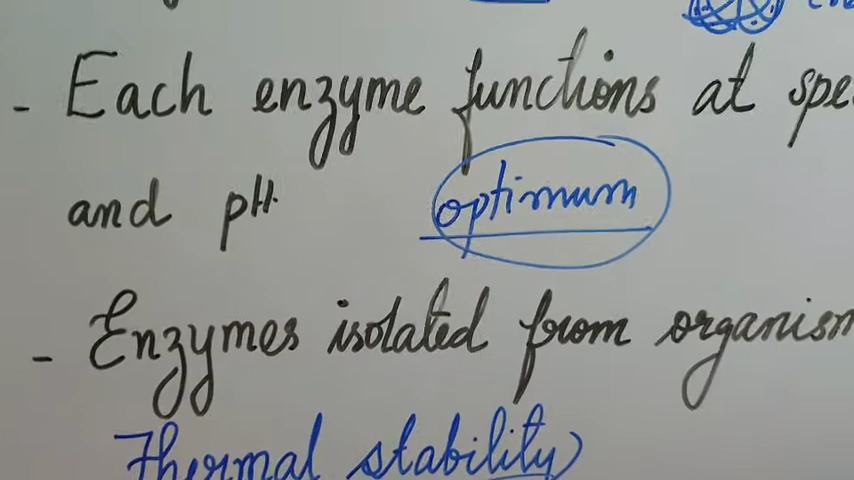 - Each enzyme functions at spe
and pH.
optimum
- Enzymes isolated from organism
Thermal stability